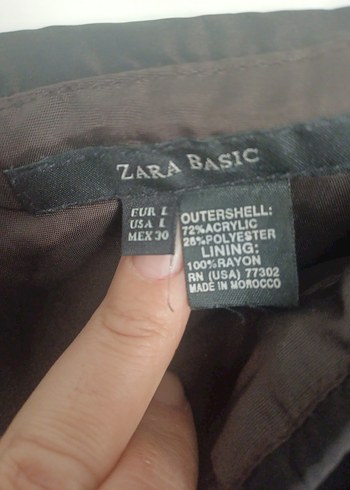 ZARA BASIC
EUR L
USA L
MEX 30
OUTERSHELL:
72%ACRYLIC
28%POLYESTER
LINING:
100%RAYON
RN (USA) 77302
MADE IN MOROCCO